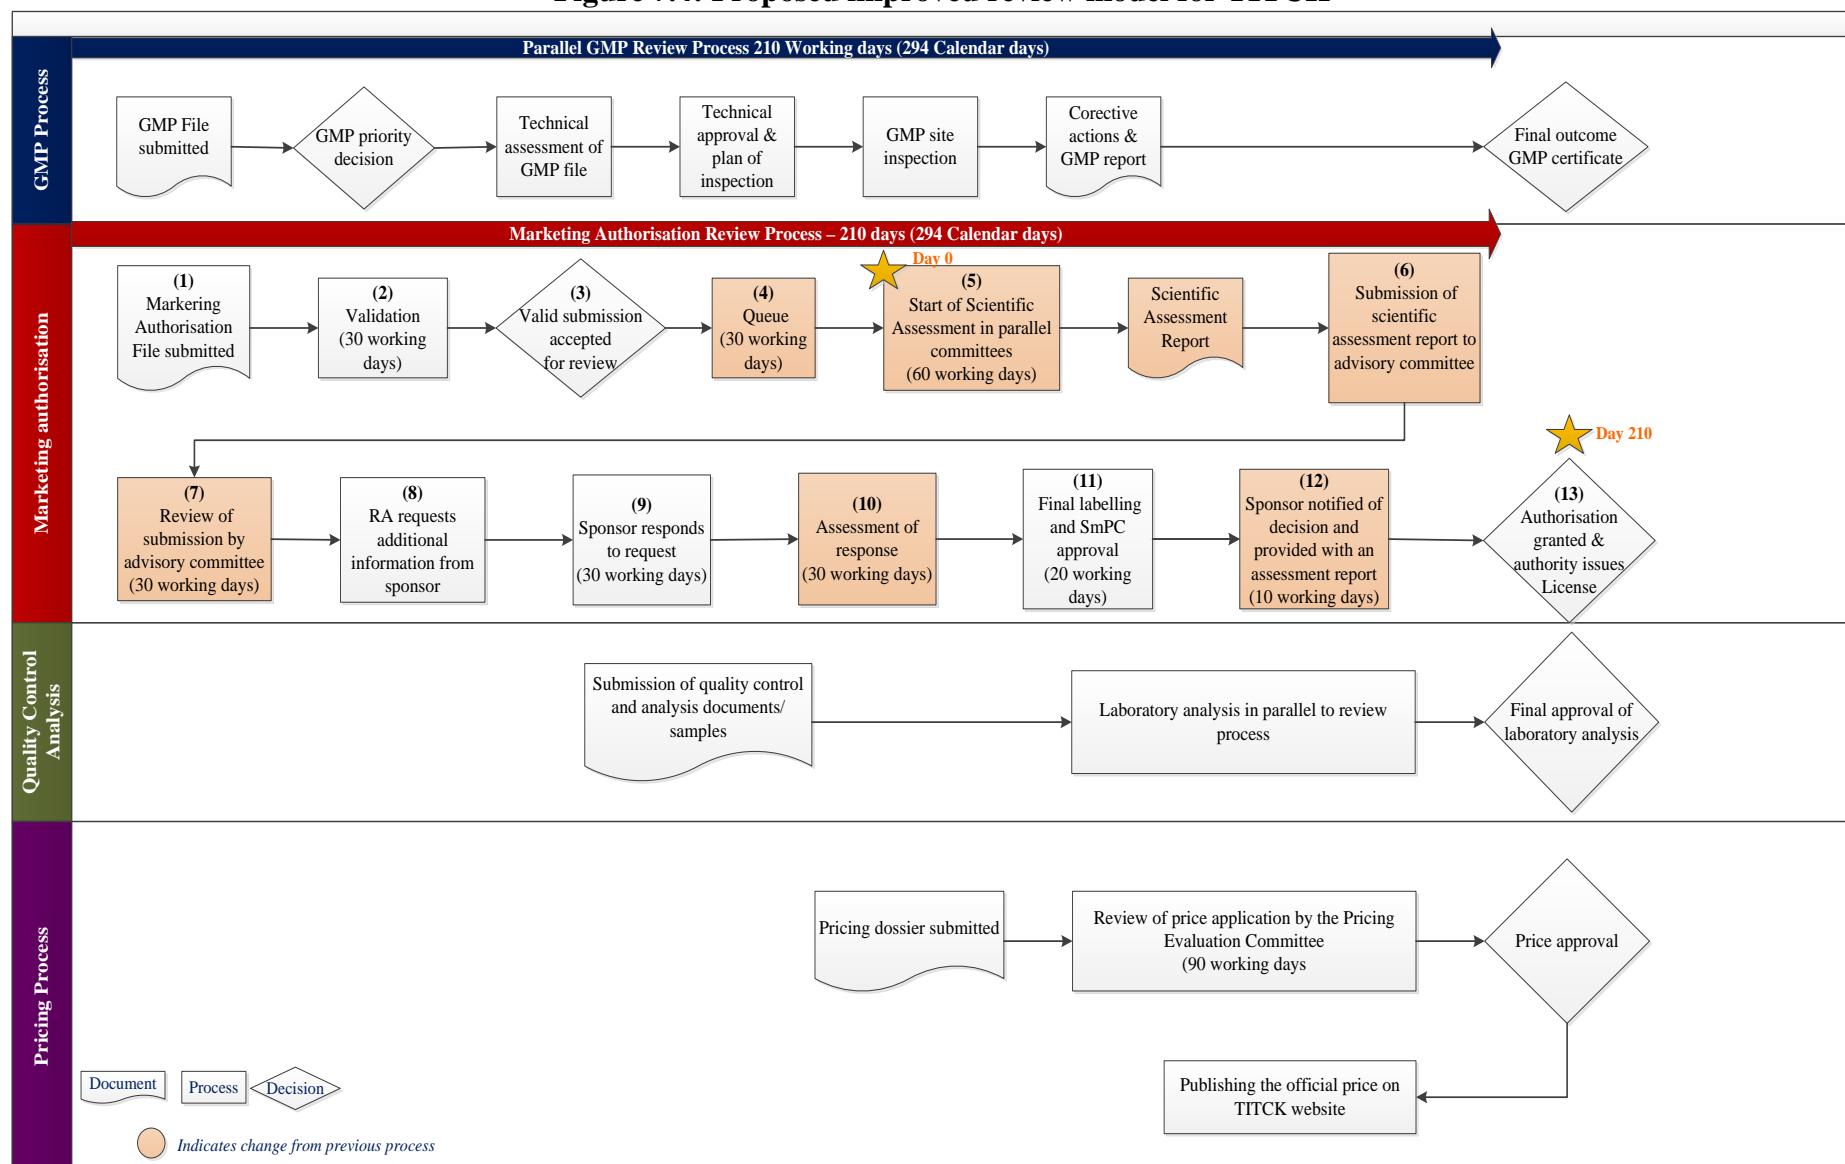 Parallel GMP Review Process 210 Working days (294 Calendar days)
GMP Process
GMP File
submitted
GMP priority
decision
Technical
assessment of
GMP file
Technical
approval &
plan of
inspection
GMP site
inspection
Corective
actions &
GMP report
Final outcome
GMP certificate
Marketing Authorisation Review Process – 210 days (294 Calendar days)
Marketing authorisation
Day 0
(1)
Markering
Authorisation
File submitted
(2)
Validation
(30 working
days)
(3)
Valid submission
accepted
for review
(4)
Queue
(30 working
days)
(5)
Start of Scientific
Assessment in parallel
committees
(60 working days)
Scientific
Assessment
Report
(6)
Submission of
scientific
assessment report to
advisory committee
Day 210
(7)
Review of
submission by
advisory committee
(30 working days)
(8)
RA requests
additional
information from
sponsor
(9)
Sponsor responds
to request
(30 working days)
(10)
Assessment of
response
(30 working days)
(11)
Final labelling
and SmPC
approval
(20 working
days)
(12)
Sponsor notified of
decision and
provided with an
assessment report
(10 working days)
(13)
Authorisation
granted &
authority issues
License
Quality Control
Analysis
Submission of quality control
and analysis documents/
samples
Laboratory analysis in parallel to review
process
Final approval of
laboratory analysis
Pricing Process
Pricing dossier submitted
Review of price application by the Pricing
Evaluation Committee
(90 working days
Price approval
Publishing the official price on
TITCK website
Document
Process
Decision
Indicates change from previous process